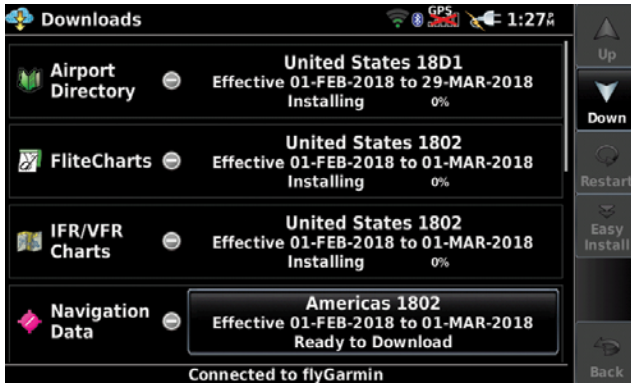 Downloads
GPS
1:27PM
Airport
Directory
United States 18D1
Effective 01-FEB-2018 to 29-MAR-2018
Installing 0%
FliteCharts
United States 1802
Effective 01-FEB-2018 to 01-MAR-2018
Installing 0%
IFR/VFR
Charts
United States 1802
Effective 01-FEB-2018 to 01-MAR-2018
Installing 0%
Navigation
Data
Americas 1802
Effective 01-FEB-2018 to 01-MAR-2018
Ready to Download
Connected to flyGarmin
Up
Down
Restart
Easy
Install
Back